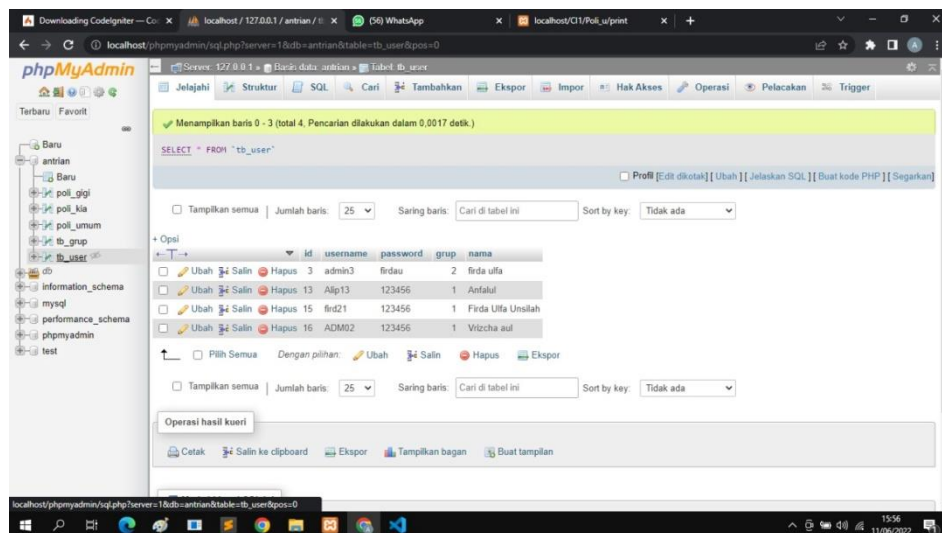 Downloading CodeIgniter — Co
localhost / 127.0.0.1 / antrian / t
(56) WhatsApp
localhost/CI1/Poli_u/print
localhost/phpmyadmin/sql.php?server=1&db=antrian&table=tb_user&pos=0
phpMyAdmin
Terbaru Favorit
Baru
antrian
Baru
poli_gigi
poli_kia
poli_umum
tb_grup
tb_user
db
information_schema
mysql
performance_schema
phpmyadmin
test
Server: 127.0.0.1 » Basis data: antrian » Tabel: tb_user
Jelajahi Struktur SQL Cari Tambahkan Ekspor Impor Hak Akses Operasi Pelacakan Trigger
Menampilkan baris 0 - 3 (total 4, Pencarian dilakukan dalam 0,0017 detik.)
SELECT * FROM `tb_user`
Profil [Edit dikotak] [ Ubah ] [ Jelaskan SQL ] [ Buat kode PHP ] [ Segarkan]
Tampilkan semua | Jumlah baris: 25 Saring baris: Cari di tabel ini Sort by key: Tidak ada
+ Opsi
id username password grup nama
Ubah Salin Hapus 3 admin3 firdau 2 firda ulfa
Ubah Salin Hapus 13 Alip13 123456 1 Anfalul
Ubah Salin Hapus 15 fird21 123456 1 Firda Ulfa Unsilah
Ubah Salin Hapus 16 ADM02 123456 1 Vrizcha aul
Pilih Semua Dengan pilihan: Ubah Salin Hapus Ekspor
Tampilkan semua | Jumlah baris: 25 Saring baris: Cari di tabel ini Sort by key: Tidak ada
Operasi hasil kueri
Cetak Salin ke clipboard Ekspor Tampilkan bagan Buat tampilan
localhost/phpmyadmin/sql.php?server=1&db=antrian&table=tb_user&pos=0
15:56
11/06/2022